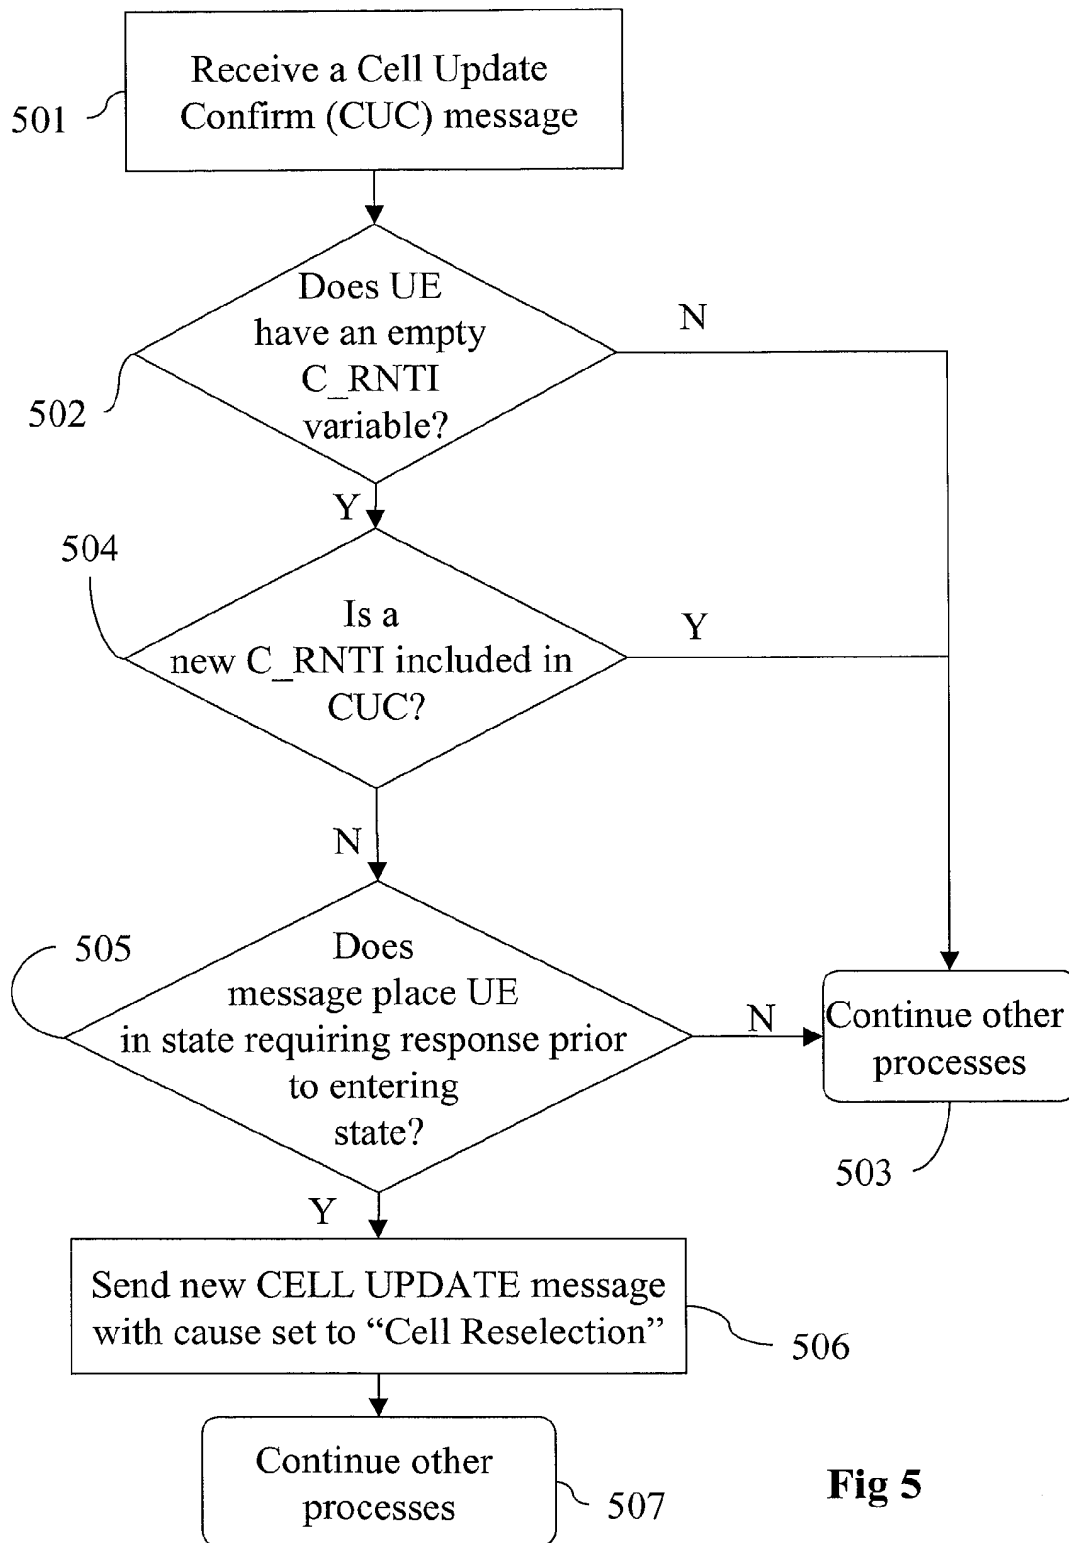 Receive a Cell Update
Confirm (CUC) message
501
Does UE
have an empty
C_RNTI
variable?
N
502
Y
504
Is a
new C_RNTI included in
CUC?
Y
N
505
Does
message place UE
in state requiring response prior
to entering
state?
N
Continue other
processes
503
Y
Send new CELL UPDATE message
with cause set to “Cell Reselection”
506
Continue other
processes
507
Fig 5